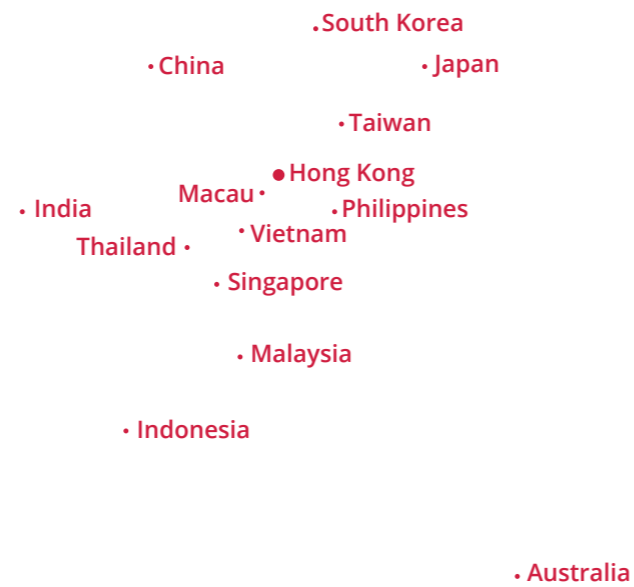 South Korea
China
Japan
Taiwan
Hong Kong
Macau
India
Philippines
Vietnam
Thailand
Singapore
Malaysia
Indonesia
Australia